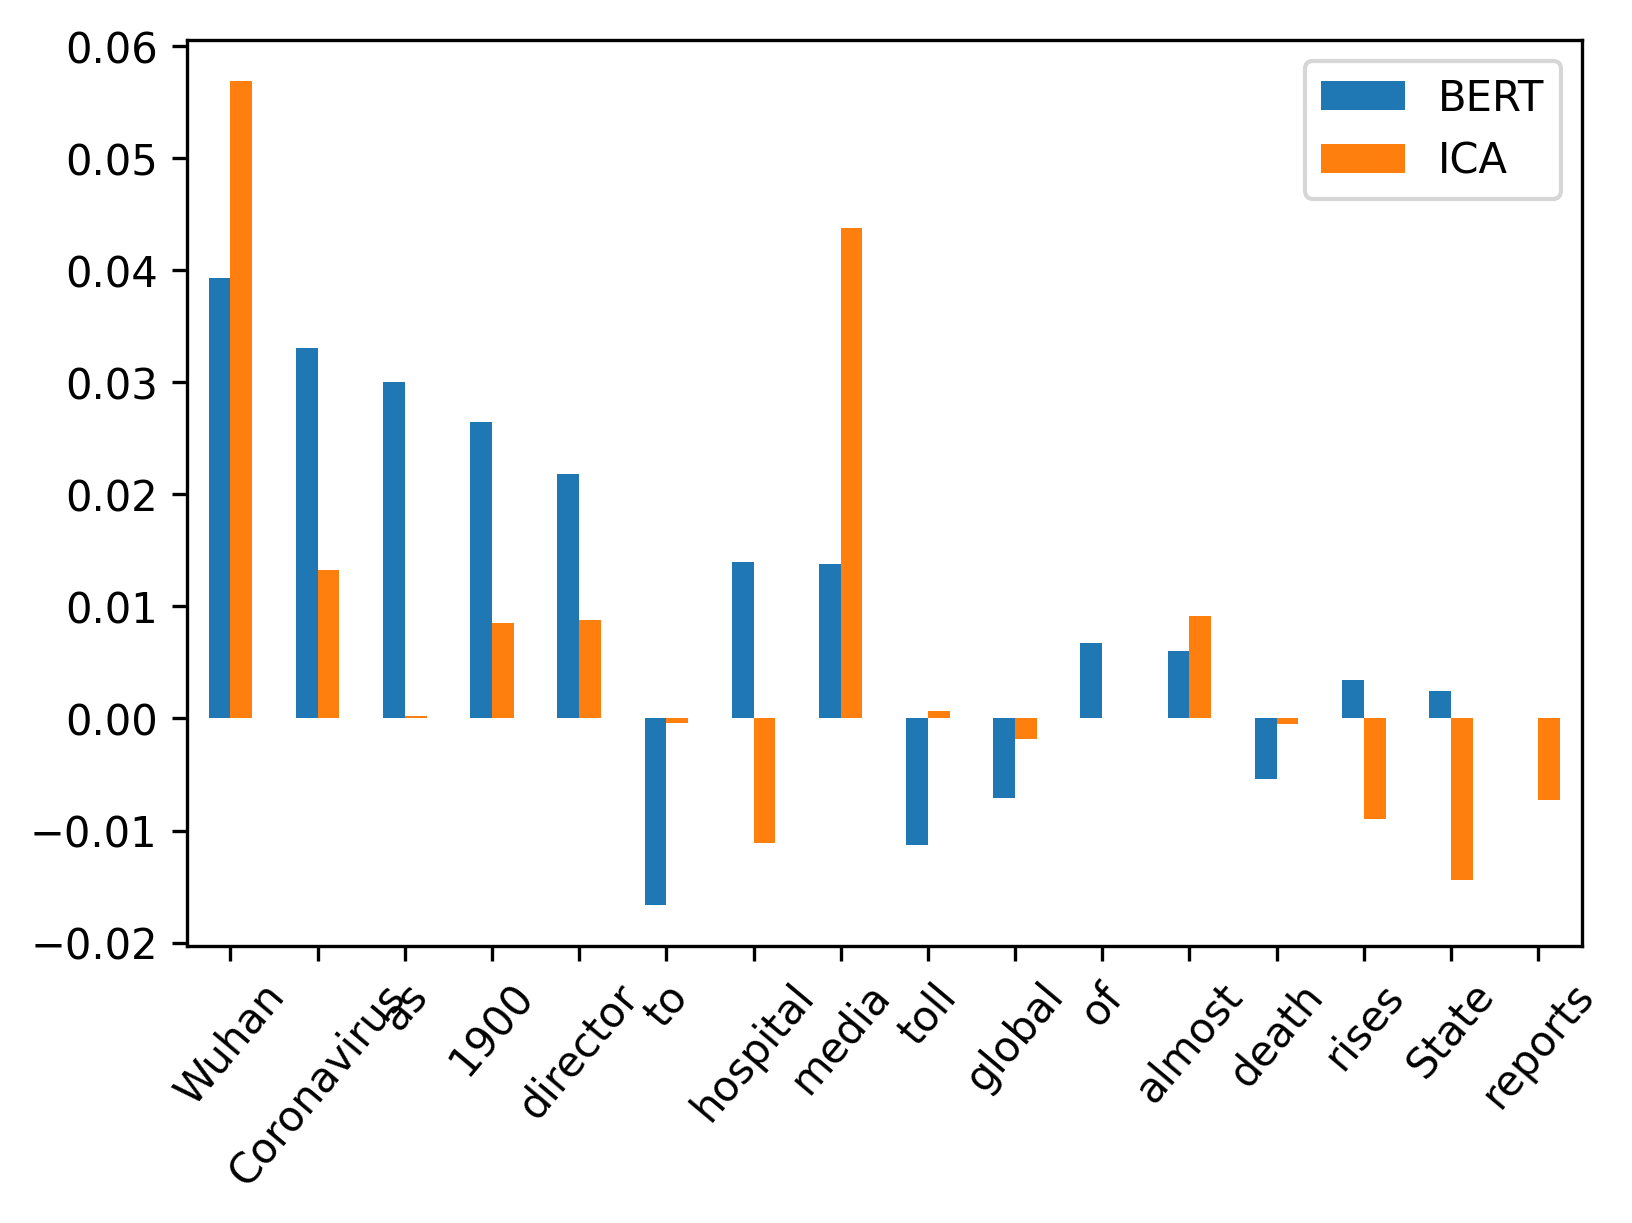 0.06
0.05
0.04
0.03
0.02
0.01
0.00
−0.01
−0.02
BERT
ICA
Wuhan
Coronavirus
as
1900
director
to
hospital
media
toll
global
of
almost
death
rises
State
reports